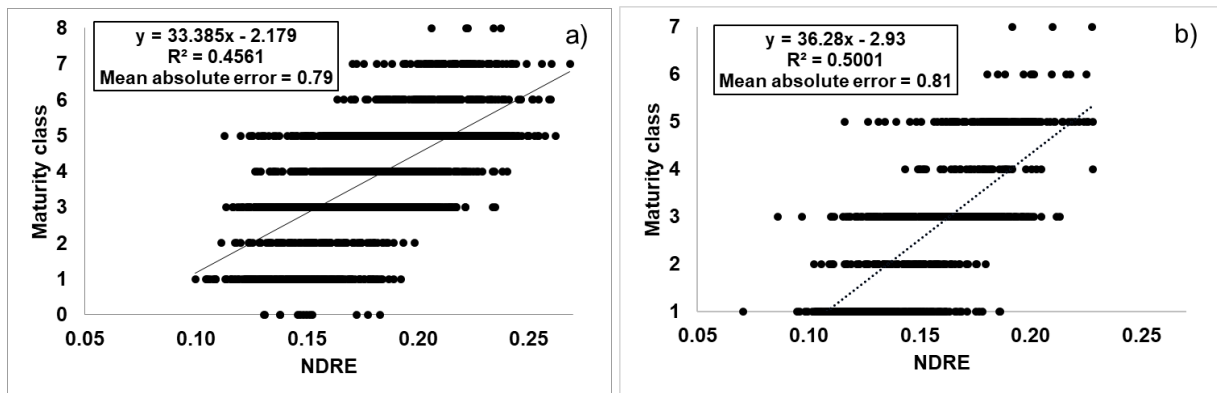 y = 33.385x - 2.179
R² = 0.4561
Mean absolute error = 0.79
a)
Maturity class
8
7
6
5
4
3
2
1
0
0.05 0.10 0.15 0.20 0.25
NDRE
y = 36.28x - 2.93
R² = 0.5001
Mean absolute error = 0.81
b)
Maturity class
7
6
5
4
3
2
1
0.05 0.10 0.15 0.20 0.25
NDRE